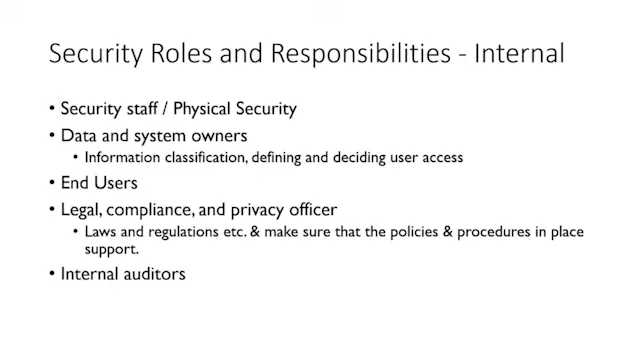 Security Roles and Responsibilities - Internal
• Security staff / Physical Security
• Data and system owners
• Information classification, defining and deciding user access
• End Users
• Legal, compliance, and privacy officer
• Laws and regulations etc. & make sure that the policies & procedures in place
support.
• Internal auditors